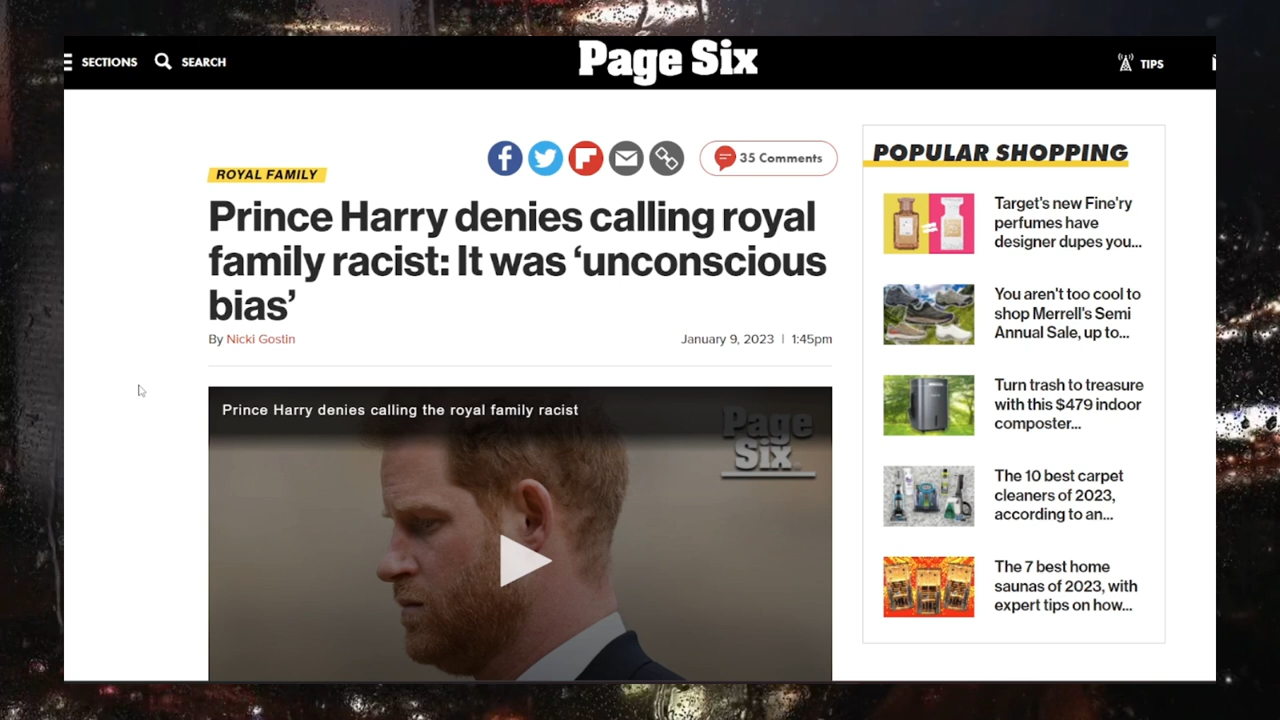 SECTIONS
SEARCH
Page Six
TIPS
35 Comments
ROYAL FAMILY
Prince Harry denies calling royal
family racist: It was ‘unconscious
bias’
By Nicki Gostin
January 9, 2023 | 1:45pm
Prince Harry denies calling the royal family racist
Page
Six
POPULAR SHOPPING
Target's new Fine'ry
perfumes have
designer dupes you...
You aren't too cool to
shop Merrell's Semi
Annual Sale, up to...
Turn trash to treasure
with this $479 indoor
composter...
The 10 best carpet
cleaners of 2023,
according to an...
The 7 best home
saunas of 2023, with
expert tips on how...